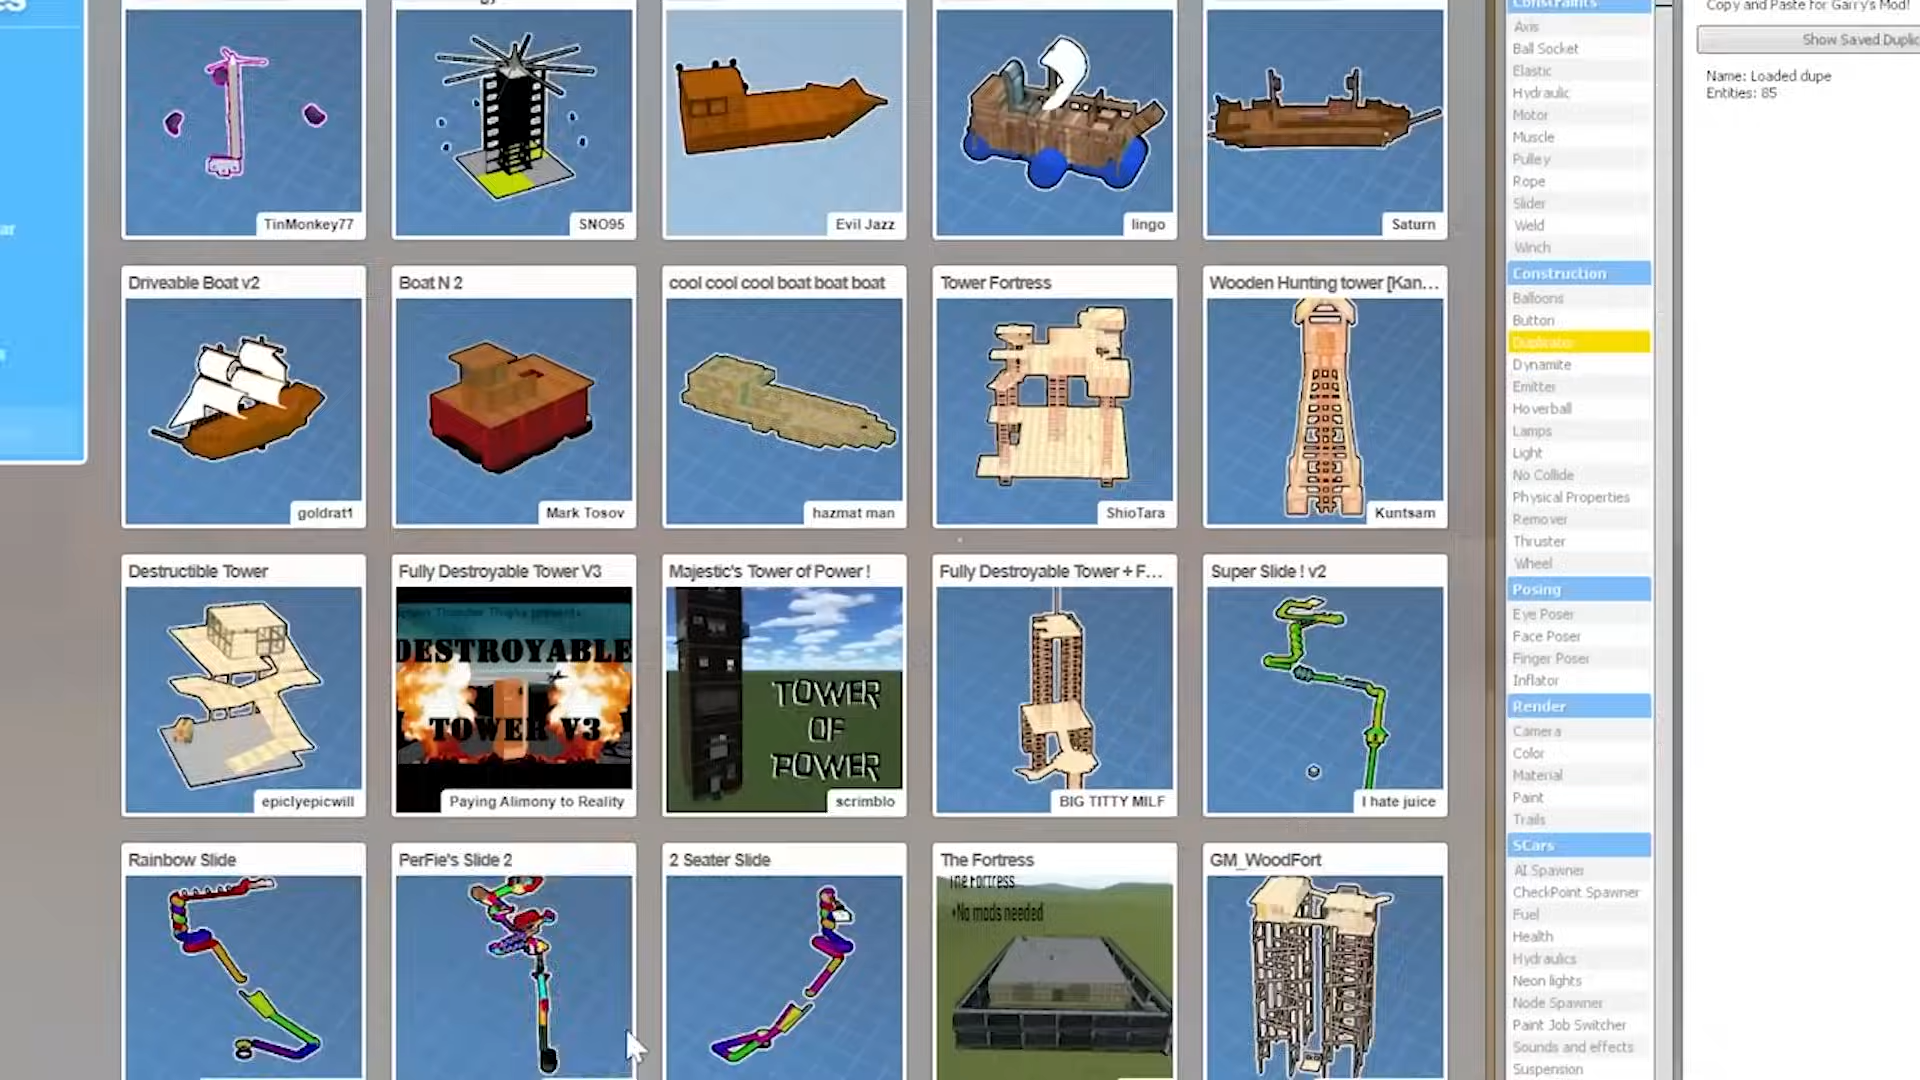 TinMonkey77
SNO95
Evil Jazz
lingo
Saturn
Driveable Boat v2
Boat N 2
cool cool cool boat boat boat
Tower Fortress
Wooden Hunting tower [Kan...
goldrat1
Mark Tosov
hazmat man
ShioTara
Kuntsam
Destructible Tower
Fully Destroyable Tower V3
Majestic's Tower of Power !
Fully Destroyable Tower + F...
Super Slide ! v2
DESTROYABLE
TOWER V3
TOWER
OF
POWER
epiclyepicwill
Paying Alimony to Reality
scrimblo
BIG TITTY MILF
I hate juice
Rainbow Slide
PerFie's Slide 2
2 Seater Slide
The Fortress
GM_WoodFort
The Fortress
•No mods needed
Constraints
Axis
Ball Socket
Elastic
Hydraulic
Motor
Muscle
Pulley
Rope
Slider
Weld
Winch
Construction
Balloons
Button
Duplicator
Dynamite
Emitter
Hoverball
Lamps
Light
No Collide
Physical Properties
Remover
Thruster
Wheel
Posing
Eye Poser
Face Poser
Finger Poser
Inflator
Render
Camera
Color
Material
Paint
Trails
SCars
AI Spawner
CheckPoint Spawner
Fuel
Health
Hydraulics
Neon lights
Node Spawner
Paint Job Switcher
Sounds and effects
Suspension
Copy and Paste for Garry's Mod!
Show Saved Duplic
Name: Loaded dupe
Entities: 85